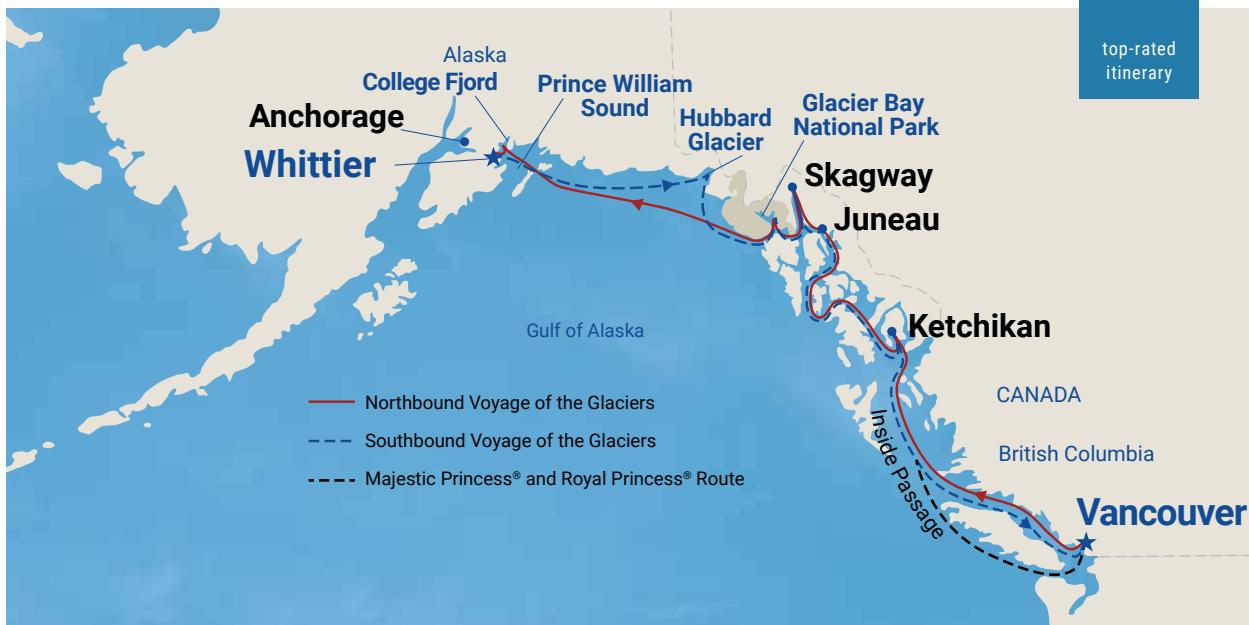 top-rated
itinerary
Alaska
College Fjord
Prince William
Sound
Anchorage
Whittier
Hubbard
Glacier
Glacier Bay
National Park
Skagway
Juneau
Ketchikan
Gulf of Alaska
Northbound Voyage of the Glaciers
Southbound Voyage of the Glaciers
Majestic Princess® and Royal Princess® Route
CANADA
British Columbia
Inside Passage
Vancouver